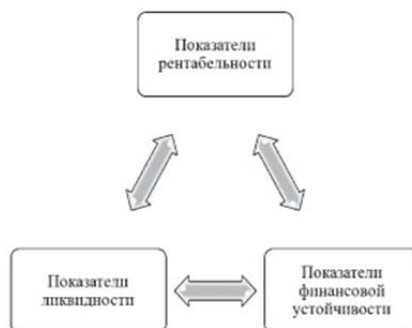 Показатели
рентабельности
Показатели
ликвидности
Показатели
финансовой
устойчивости